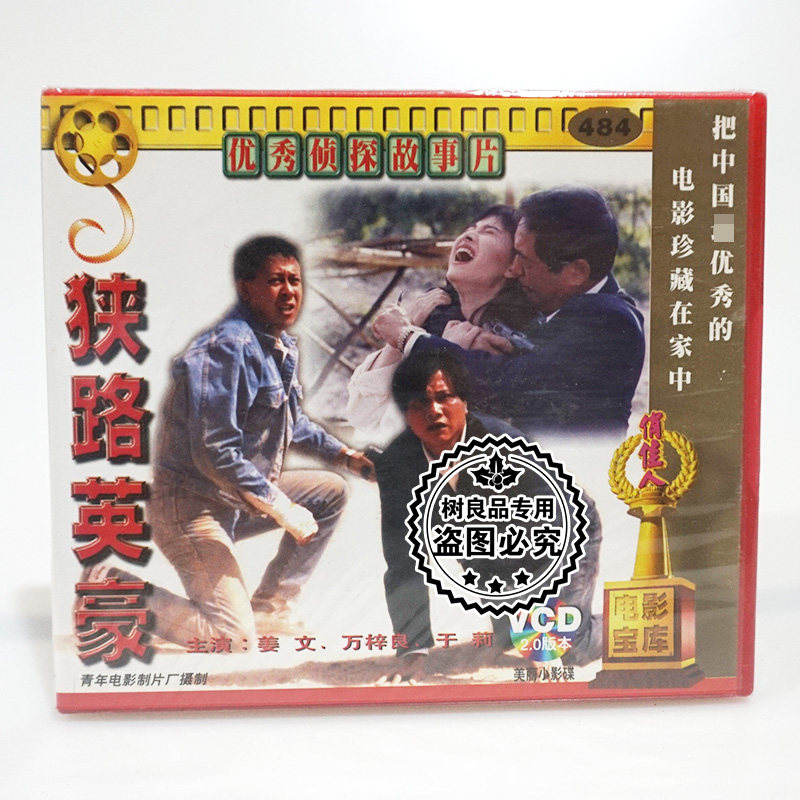 优秀侦探故事片
484
把中国 优秀的
电影珍藏在家中
狭路英豪
俏佳人
电影
宝库
树良品专用
盗图必究
主演：姜 文、万梓良 于 莉
VCD
2.0版本
青年电影制片厂摄制
美丽小影碟